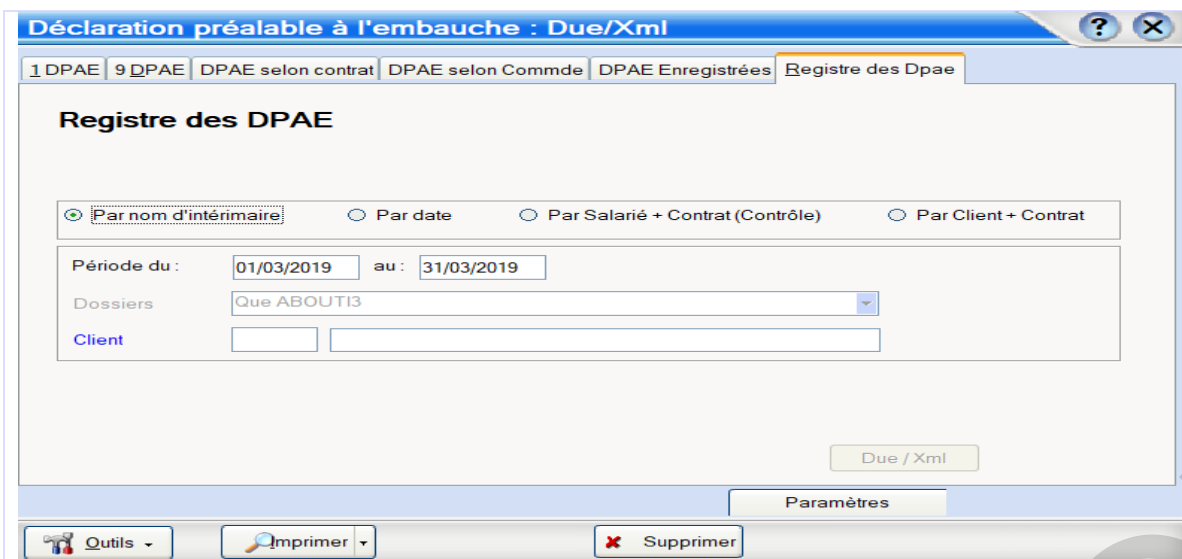 Déclaration préalable à l'embauche : Due/Xml ?
1 DPAE 9 DPAE DPAE selon contrat DPAE selon Commde DPAE Enregistrées Registre des Dpae
Registre des DPAE
Par nom d'intérimaire Par date Par Salarié + Contrat (Contrôle) Par Client + Contrat
Période du : 01/03/2019 au : 31/03/2019
Dossiers Que ABOUTI3
Client
Due / Xml
Paramètres
Outils Imprimer Supprimer